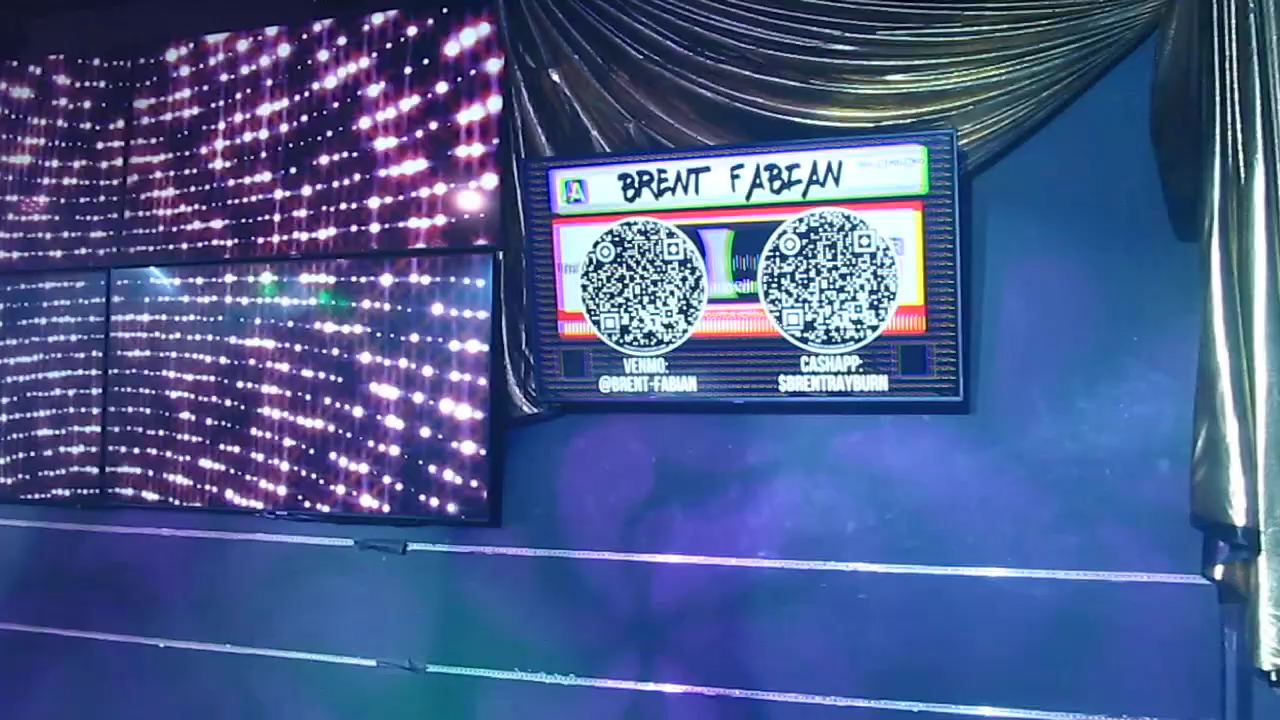 A
BRENT FABIAN
VENMO:
@BRENT-FABIAN
CASHAPP:
$BRENTRAYBURN